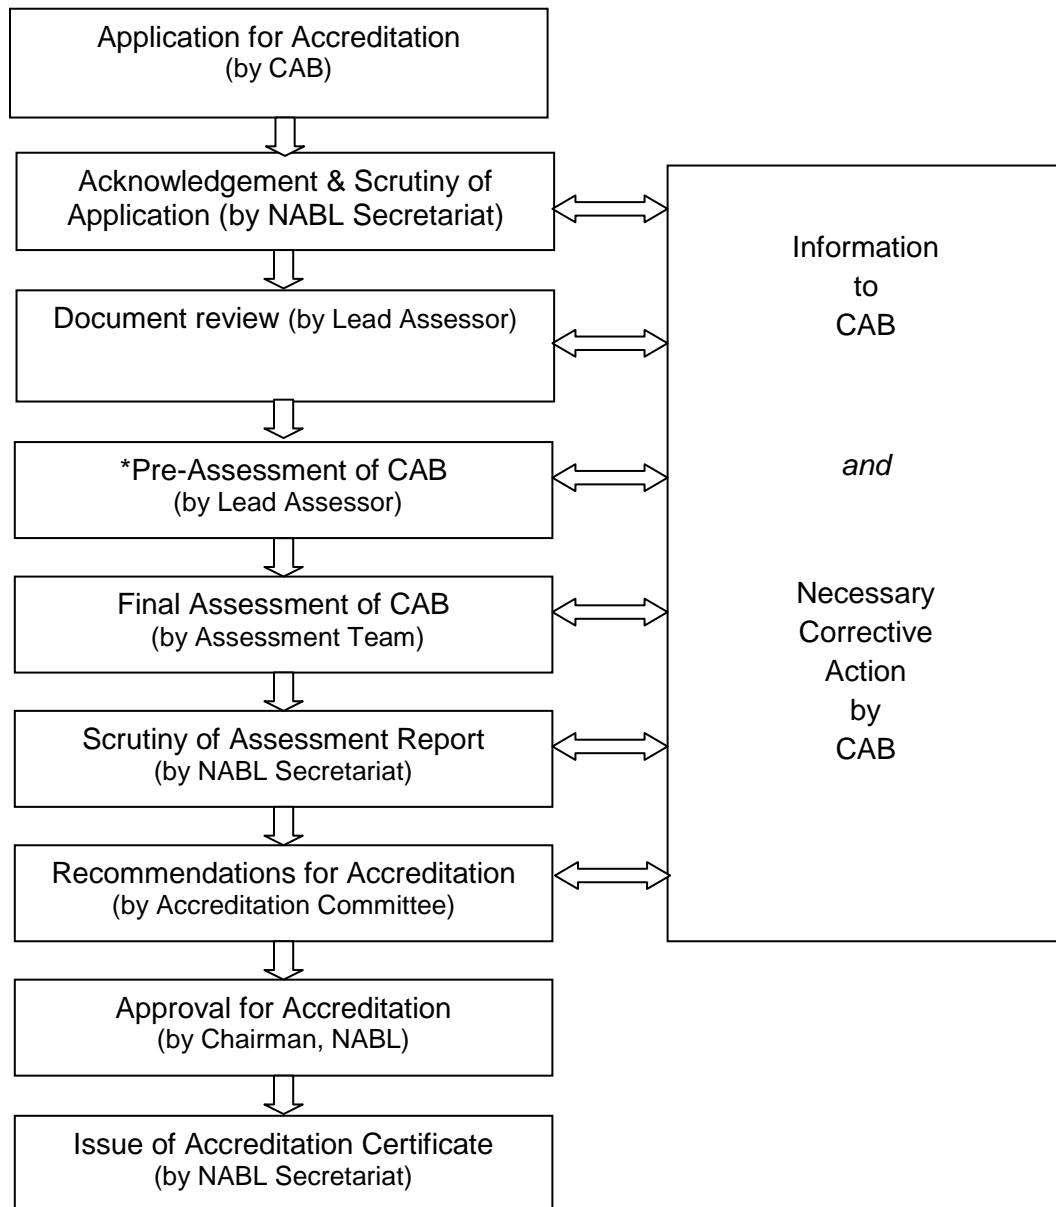 Application for Accreditation
(by CAB)
Acknowledgement & Scrutiny of
Application (by NABL Secretariat)
Document review (by Lead Assessor)
*Pre-Assessment of CAB
(by Lead Assessor)
Final Assessment of CAB
(by Assessment Team)
Scrutiny of Assessment Report
(by NABL Secretariat)
Recommendations for Accreditation
(by Accreditation Committee)
Approval for Accreditation
(by Chairman, NABL)
Issue of Accreditation Certificate
(by NABL Secretariat)
Information
to
CAB
and
Necessary
Corrective
Action
by
CAB